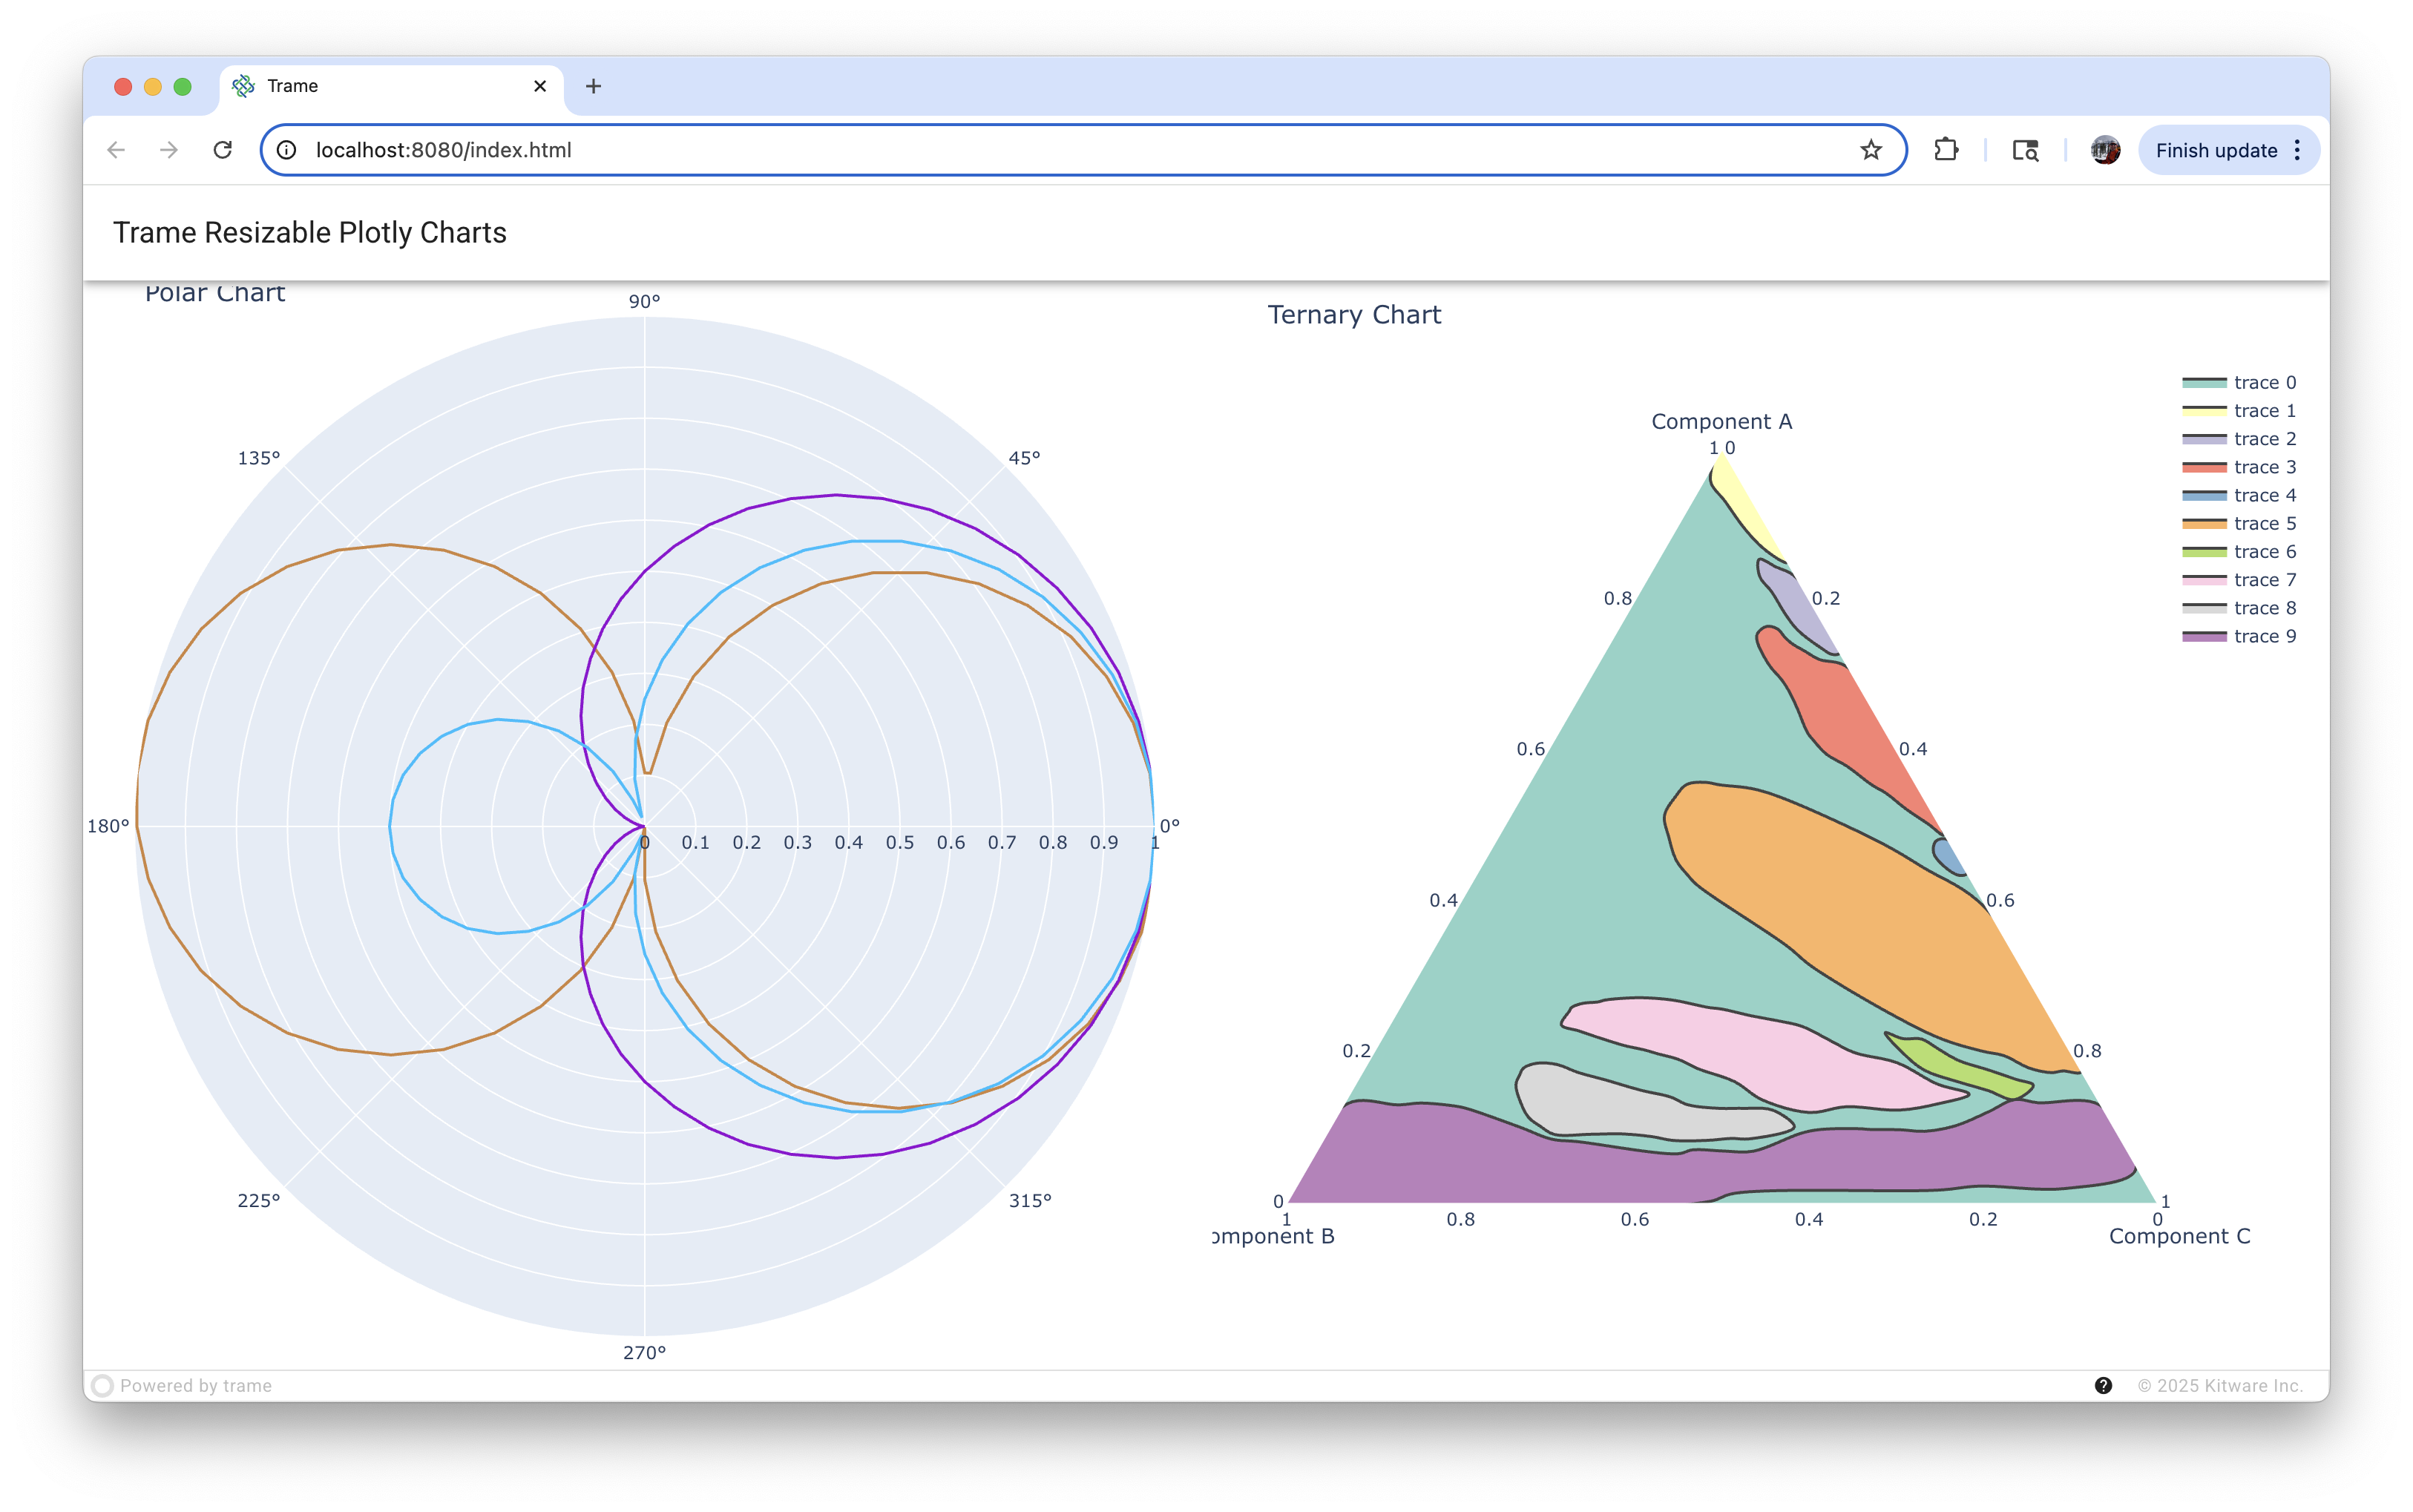 Trame
localhost:8080/index.html
Finish update
Trame Resizable Plotly Charts
Polar Chart
90°
135°
45°
180°
0°
0 0.1 0.2 0.3 0.4 0.5 0.6 0.7 0.8 0.9 1
225°
315°
270°
Ternary Chart
Component A
1 0
0.8 0.2
0.6 0.4
0.4 0.6
0.2 0.8
0 1
1 0.8 0.6 0.4 0.2 0
omponent B
Component C
trace 0
trace 1
trace 2
trace 3
trace 4
trace 5
trace 6
trace 7
trace 8
trace 9
Powered by trame
© 2025 Kitware Inc.